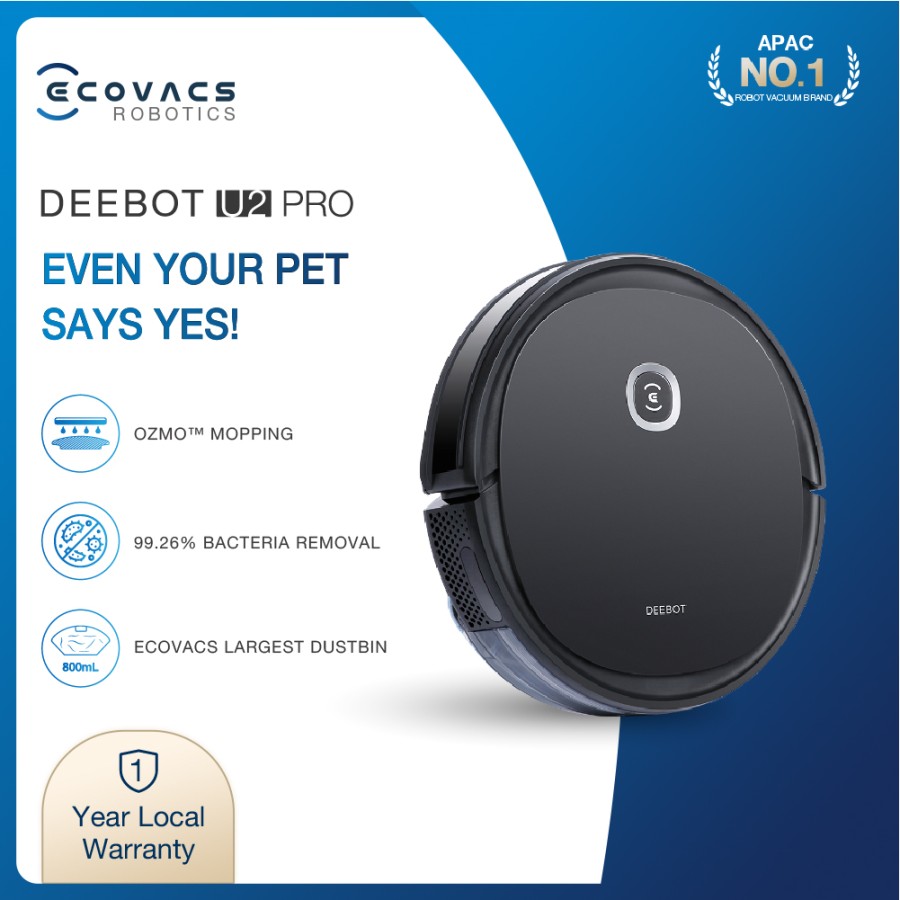 ECOVACS
ROBOTICS
APAC
NO.1
ROBOT VACUUM BRAND
DEEBOT U2 PRO
EVEN YOUR PET
SAYS YES!
OZMO™ MOPPING
99.26% BACTERIA REMOVAL
800mL
ECOVACS LARGEST DUSTBIN
DEEBOT
1
Year Local
Warranty